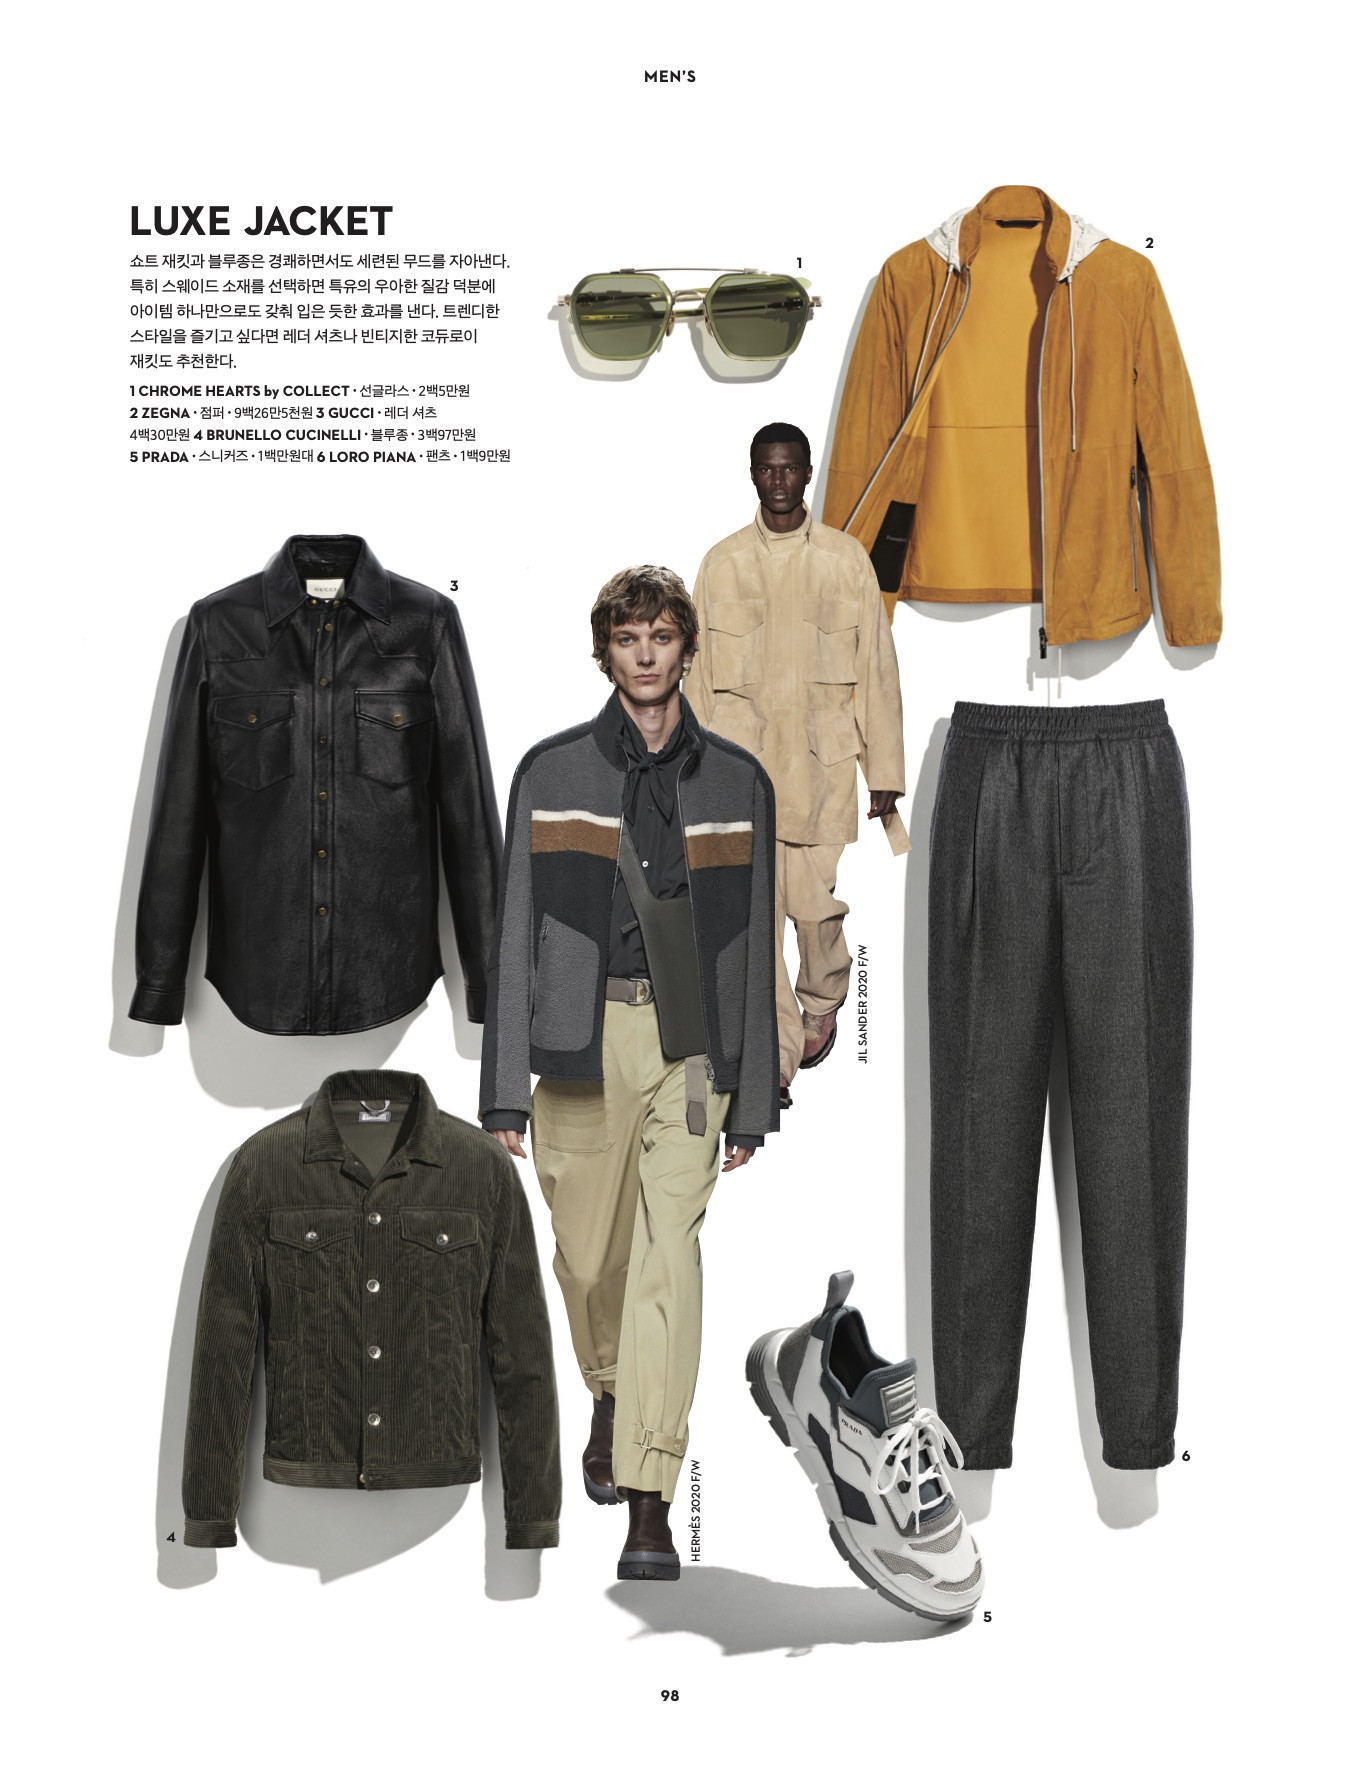 MEN'S
LUXE JACKET
쇼트 재킷과 블루종은 경쾌하면서도 세련된 무드를 자아낸다.
특히 스웨이드 소재를 선택하면 특유의 우아한 질감 덕분에
아이템 하나만으로도 갖춰 입은 듯한 효과를 낸다. 트렌디한
스타일을 즐기고 싶다면 레더 셔츠나 빈티지한 코듀로이
재킷도 추천한다.
1 CHROME HEARTS by COLLECT • 선글라스 • 2백5만원
2 ZEGNA • 점퍼 • 9백26만5천원 3 GUCCI • 레더 셔츠
4백30만원 4 BRUNELLO CUCINELLI • 블루종 • 3백97만원
5 PRADA • 스니커즈 • 1백만원대 6 LORO PIANA • 팬츠 • 1백9만원
1
2
3
GUCCI
JIL SANDER 2020 F/W
HERMÈS 2020 F/W
PRADA
4
5
6
98